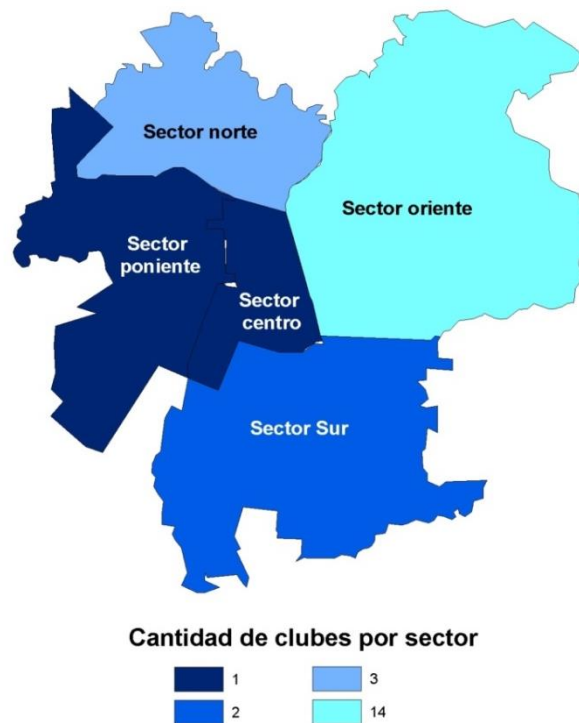 Sector norte
Sector oriente
Sector
poniente
Sector
centro
Sector Sur
Cantidad de clubes por sector
1
3
2
14